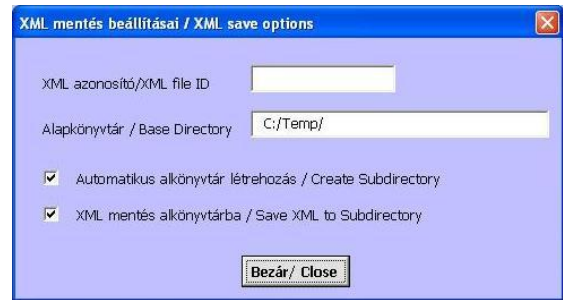 XML mentés beállításai / XML save options
XML azonosító/XML file ID
Alapkönyvtár / Base Directory C:/Temp/
Automatikus alkönyvtár létrehozás / Create Subdirectory
XML mentés alkönyvtárba / Save XML to Subdirectory
Bezár/ Close